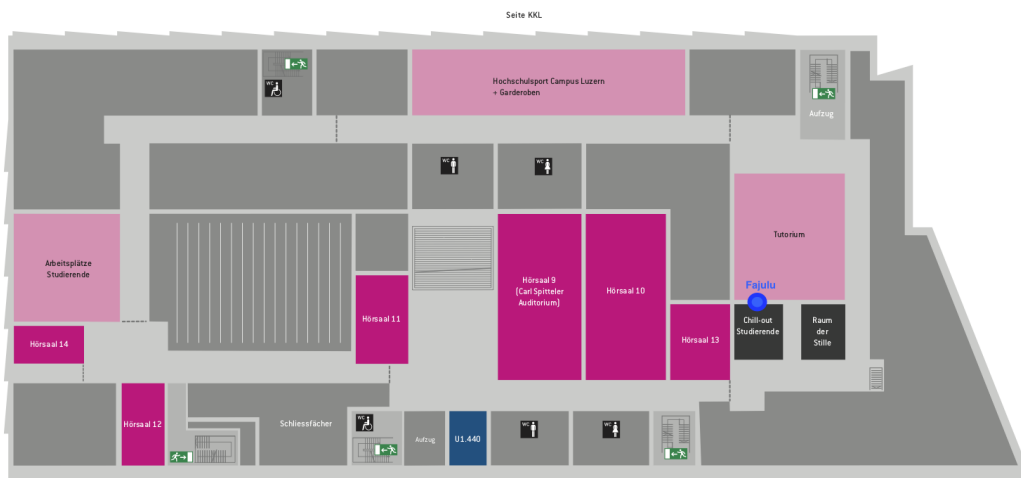 Seite KKL
WC
Hochschulsport Campus Luzern
+ Garderoben
Aufzug
WC
WC
Arbeitsplätze
Studierende
Tutorium
Hörsaal 9
(Carl Spitteler
Auditorium)
Hörsaal 10
Fajulu
Hörsaal 11
Chill-out
Studierende
Raum
der
Stille
Hörsaal 14
Hörsaal 13
Hörsaal 12
Schliessfächer
WC
Aufzug
U1.440
WC
WC